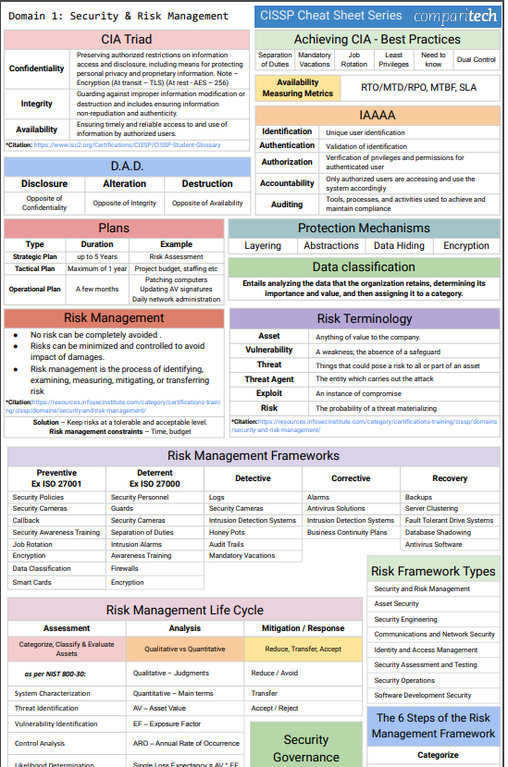 Domain 1: Security & Risk Management
CISSP Cheat Sheet Series comparitech
CIA Triad
Confidentiality
Preserving authorized restrictions on information
access and disclosure, including means for protecting
personal privacy and proprietary information. Note –
Encryption (At transit – TLS) (At rest - AES – 256)
Integrity
Guarding against improper information modification or
destruction and includes ensuring information
non-repudiation and authenticity.
Availability
Ensuring timely and reliable access to and use of
information by authorized users.
*Citation: https://www.isc2.org/Certifications/CISSP/CISSP-Student-Glossary
D.A.D.
Disclosure Alteration Destruction
Opposite of
Confidentiality
Opposite of Integrity
Opposite of Availability
Achieving CIA - Best Practices
Separation
of Duties
Mandatory
Vacations
Job
Rotation
Least
Privileges
Need to
know
Dual Control
Availability
Measuring Metrics
RTO/MTD/RPO, MTBF, SLA
IAAAA
Identification Unique user identification
Authentication Validation of identification
Authorization
Verification of privileges and permissions for
authenticated user
Accountability
Only authorized users are accessing and use the
system accordingly
Auditing
Tools, processes, and activities used to achieve and
maintain compliance
Plans
Type Duration Example
Strategic Plan up to 5 Years Risk Assessment
Tactical Plan Maximum of 1 year Project budget, staffing etc
Operational Plan A few months
Patching computers
Updating AV signatures
Daily network administration
Protection Mechanisms
Layering Abstractions Data Hiding Encryption
Data classification
Entails analyzing the data that the organization retains, determining its
importance and value, and then assigning it to a category.
Risk Management
● No risk can be completely avoided .
● Risks can be minimized and controlled to avoid
impact of damages.
● Risk management is the process of identifying,
examining, measuring, mitigating, or transferring
risk
*Citation:https://resources.infosecinstitute.com/category/certifications-traini
ng/cissp/domains/security-and-risk-management/
Solution – Keep risks at a tolerable and acceptable level.
Risk management constraints – Time, budget
Risk Terminology
Asset Anything of value to the company.
Vulnerability A weakness; the absence of a safeguard
Threat Things that could pose a risk to all or part of an asset
Threat Agent The entity which carries out the attack
Exploit An instance of compromise
Risk The probability of a threat materializing
*Citation:https://resources.infosecinstitute.com/category/certifications-training/cissp/domains
/security-and-risk-management/
Risk Management Frameworks
Preventive
Ex ISO 27001
Deterrent
Ex ISO 27000
Detective Corrective Recovery
Security Policies Security Personnel Logs Alarms Backups
Security Cameras Guards Security Cameras Antivirus Solutions Server Clustering
Callback Security Cameras Intrusion Detection Systems Intrusion Detection Systems Fault Tolerant Drive Systems
Security Awareness Training Separation of Duties Honey Pots Business Continuity Plans Database Shadowing
Job Rotation Intrusion Alarms Audit Trails Antivirus Software
Encryption Awareness Training Mandatory Vacations
Data Classification Firewalls
Smart Cards Encryption
Risk Management Life Cycle
Assessment Analysis Mitigation / Response
Categorize, Classify & Evaluate
Assets
Qualitative vs Quantitative
Reduce, Transfer, Accept
as per NIST 800-30: Qualitative – Judgments Reduce / Avoid
System Characterization Quantitative – Main terms Transfer
Threat Identification AV – Asset Value Accept / Reject
Vulnerability Identification EF – Exposure Factor
Control Analysis ARO – Annual Rate of Occurrence
Likelihood Determination Single Loss Expectancy = AV * EF
Security
Governance
Risk Framework Types
Security and Risk Management
Asset Security
Security Engineering
Communications and Network Security
Identity and Access Management
Security Assessment and Testing
Security Operations
Software Development Security
The 6 Steps of the Risk
Management Framework
Categorize